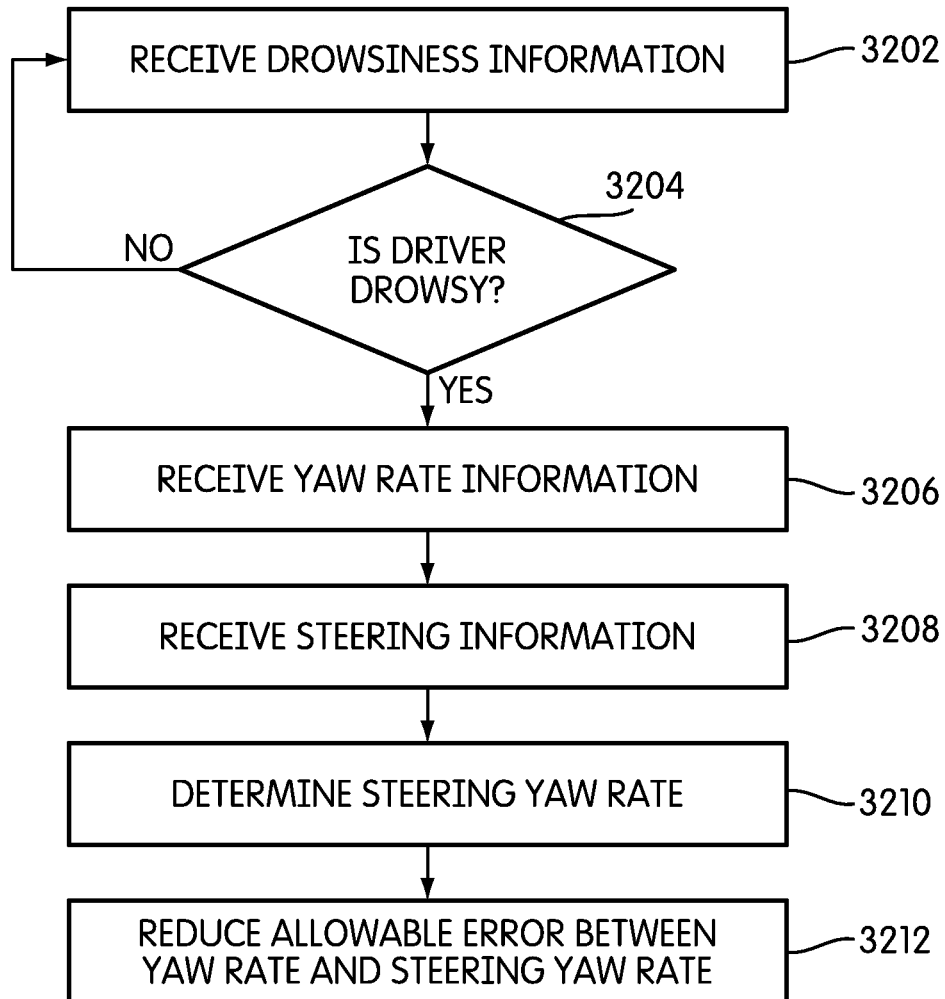 RECEIVE DROWSINESS INFORMATION
3202
3204
IS DRIVER
DROWSY?
NO
YES
RECEIVE YAW RATE INFORMATION
3206
RECEIVE STEERING INFORMATION
3208
DETERMINE STEERING YAW RATE
3210
REDUCE ALLOWABLE ERROR BETWEEN
YAW RATE AND STEERING YAW RATE
3212